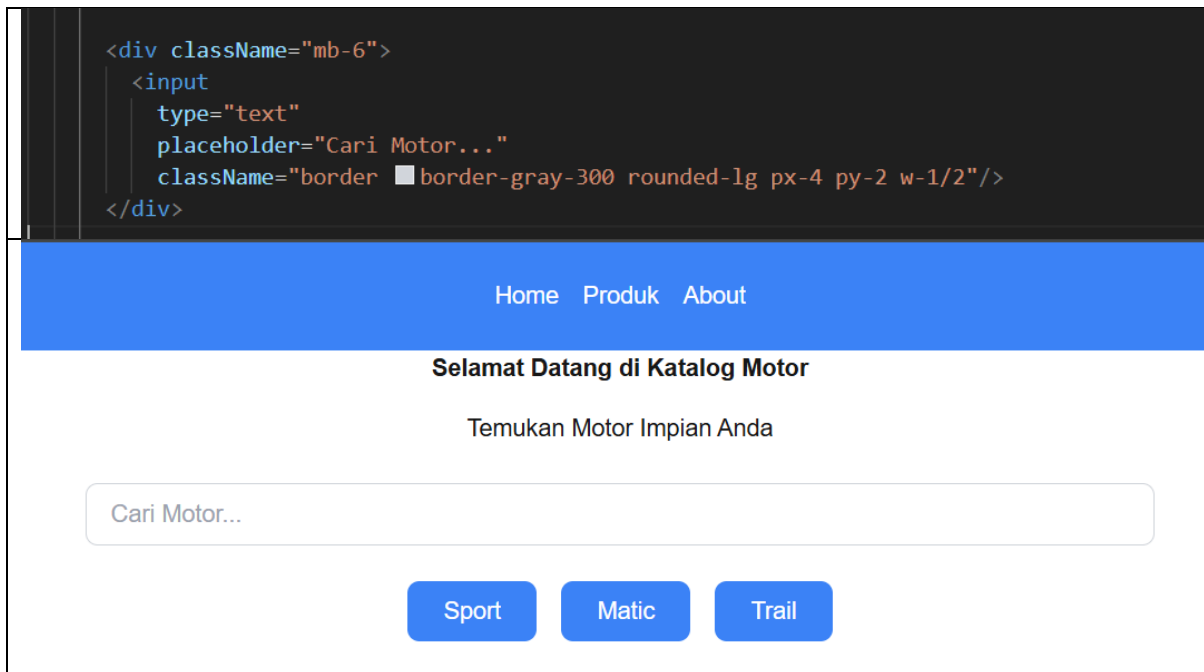 <div className="mb-6">
<input
type="text"
placeholder="Cari Motor..."
className="border border-gray-300 rounded-lg px-4 py-2 w-1/2"/>
</div>
Home Produk About
Selamat Datang di Katalog Motor
Temukan Motor Impian Anda
Cari Motor...
Sport Matic Trail